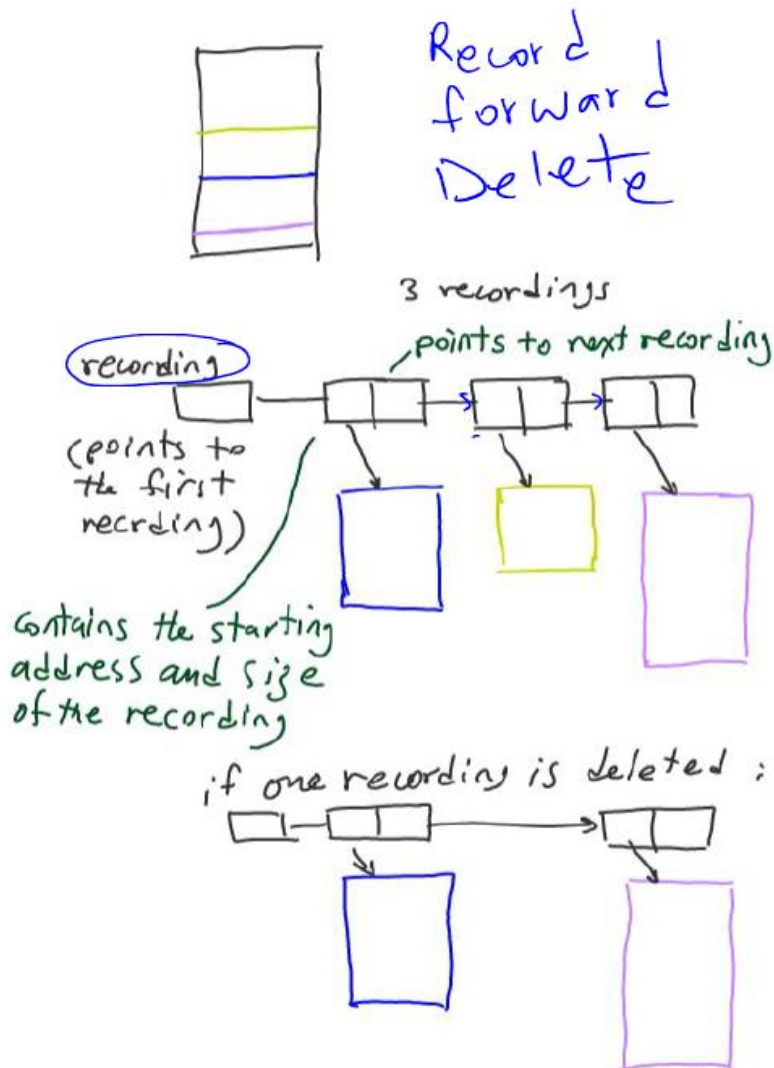 Record
forward
Delete
3 recordings
points to next recording
recording
(points to
the first
recrding)
contains the starting
address and size
of the recording
if one recording is deleted :